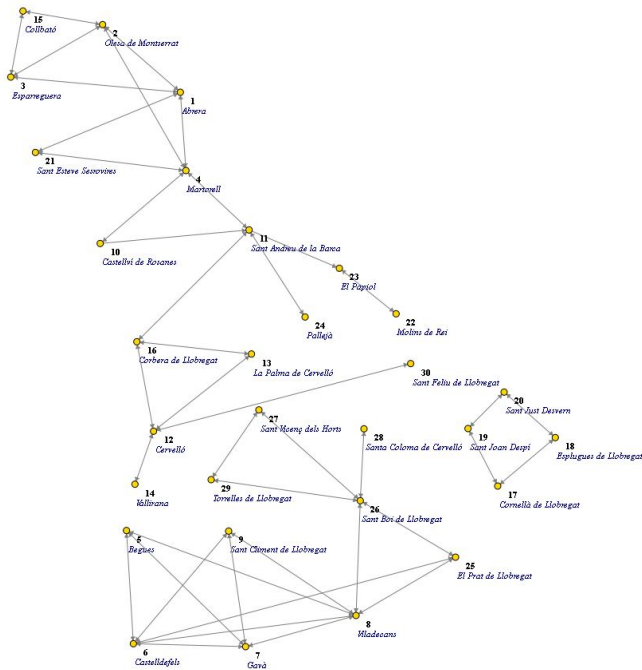 15
Collbató
2
Olesa de Montserrat
3
Esparreguera
1
Abrera
21
Sant Esteve Sesrovires
4
Martorell
10
Castellví de Rosanes
11
Sant Andreu de la Barca
23
El Papiol
22
Molins de Rei
24
Pallejà
16
Corbera de Llobregat
13
La Palma de Cervelló
30
Sant Feliu de Llobregat
12
Cervelló
14
Vallirana
27
Sant Vicenç dels Horts
28
Santa Coloma de Cervelló
29
Torrelles de Llobregat
20
Sant Just Desvern
19
Sant Joan Despí
18
Esplugues de Llobregat
17
Cornellà de Llobregat
26
Sant Boi de Llobregat
5
Begues
9
Sant Climent de Llobregat
25
El Prat de Llobregat
8
Viladecans
6
Castelldefels
7
Gavà